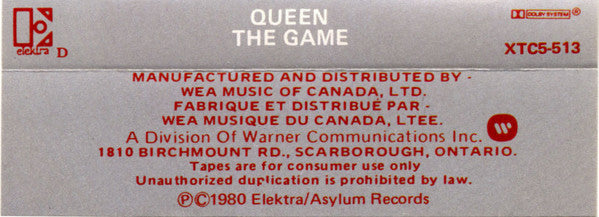 QUEEN
THE GAME
elektra D
DOLBY SYSTEM ®
XTC5-513
MANUFACTURED AND DISTRIBUTED BY -
WEA MUSIC OF CANADA, LTD.
FABRIQUE ET DISTRIBUÉ PAR -
WEA MUSIQUE DU CANADA, LTEE.
A Division Of Warner Communications Inc.
1810 BIRCHMOUNT RD., SCARBOROUGH, ONTARIO.
Tapes are for consumer use only
Unauthorized duplication is prohibited by law.
Ⓟ©1980 Elektra/Asylum Records